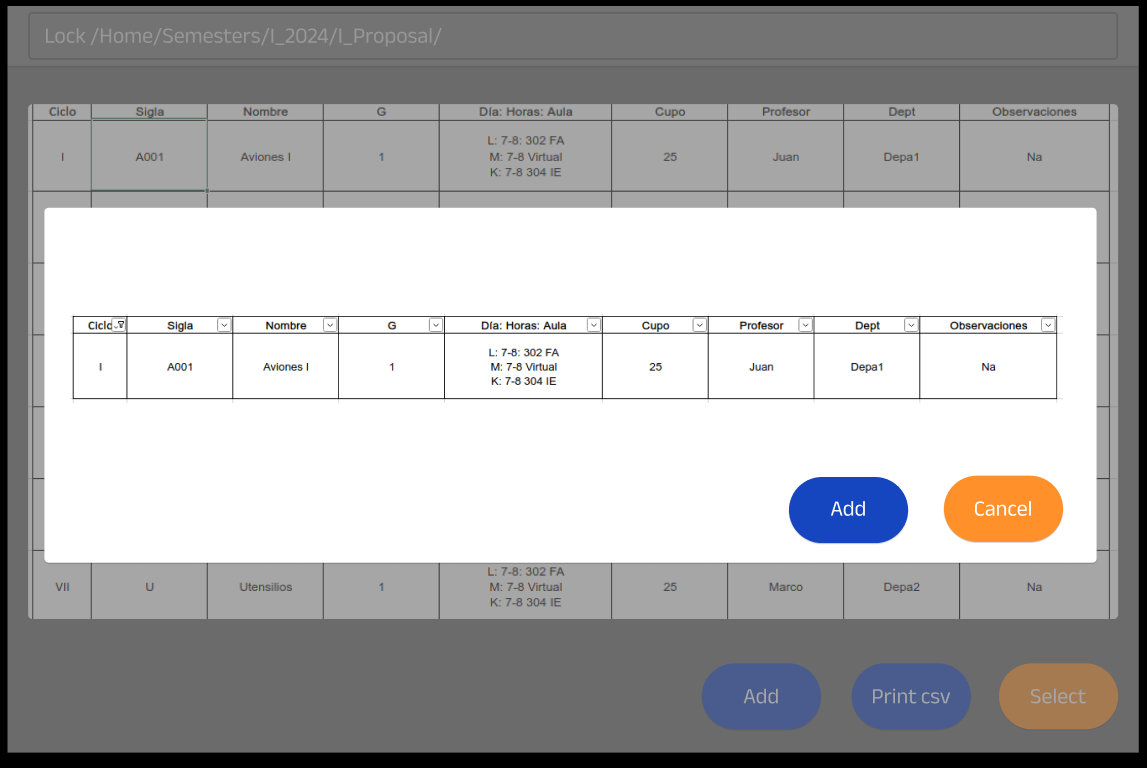 Lock /Home/Semesters/I_2024/I_Proposal/
Ciclo Sigla Nombre G Día: Horas: Aula Cupo Profesor Dept Observaciones
L: 7-8: 302 FA
I A001 Aviones I 1 M: 7-8 Virtual 25 Juan Depa1 Na
K: 7-8 304 IE
Ciclo Sigla Nombre G Día: Horas: Aula Cupo Profesor Dept Observaciones
L: 7-8: 302 FA
I A001 Aviones I 1 M: 7-8 Virtual 25 Juan Depa1 Na
K: 7-8 304 IE
Add Cancel
L: 7-8: 302 FA
VII U Utensilios 1 M: 7-8 Virtual 25 Marco Depa2 Na
K: 7-8 304 IE
Add Print csv Select